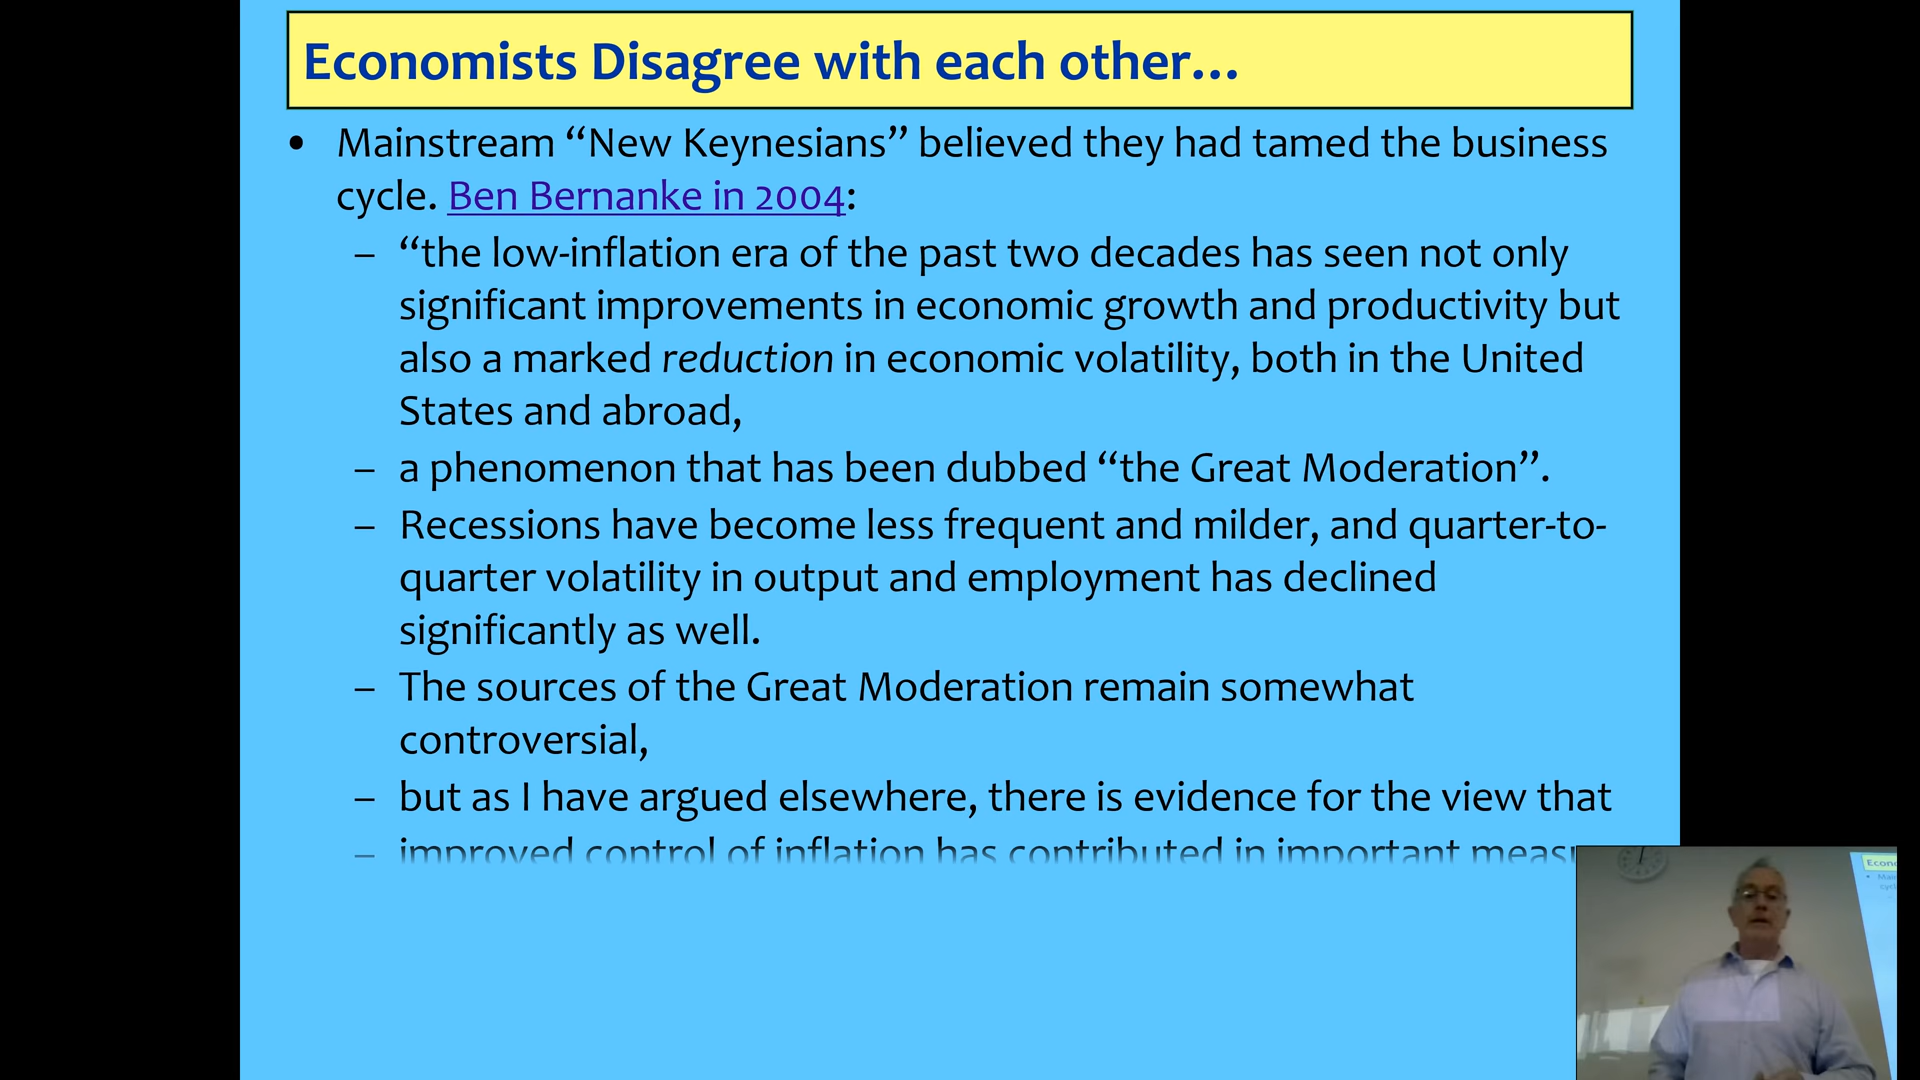 Economists Disagree with each other...
• Mainstream “New Keynesians” believed they had tamed the business
cycle. Ben Bernanke in 2004:
– “the low-inflation era of the past two decades has seen not only
significant improvements in economic growth and productivity but
also a marked reduction in economic volatility, both in the United
States and abroad,
– a phenomenon that has been dubbed “the Great Moderation”.
– Recessions have become less frequent and milder, and quarter-to-
quarter volatility in output and employment has declined
significantly as well.
– The sources of the Great Moderation remain somewhat
controversial,
– but as I have argued elsewhere, there is evidence for the view that
– improved control of inflation has contributed in important
Econ